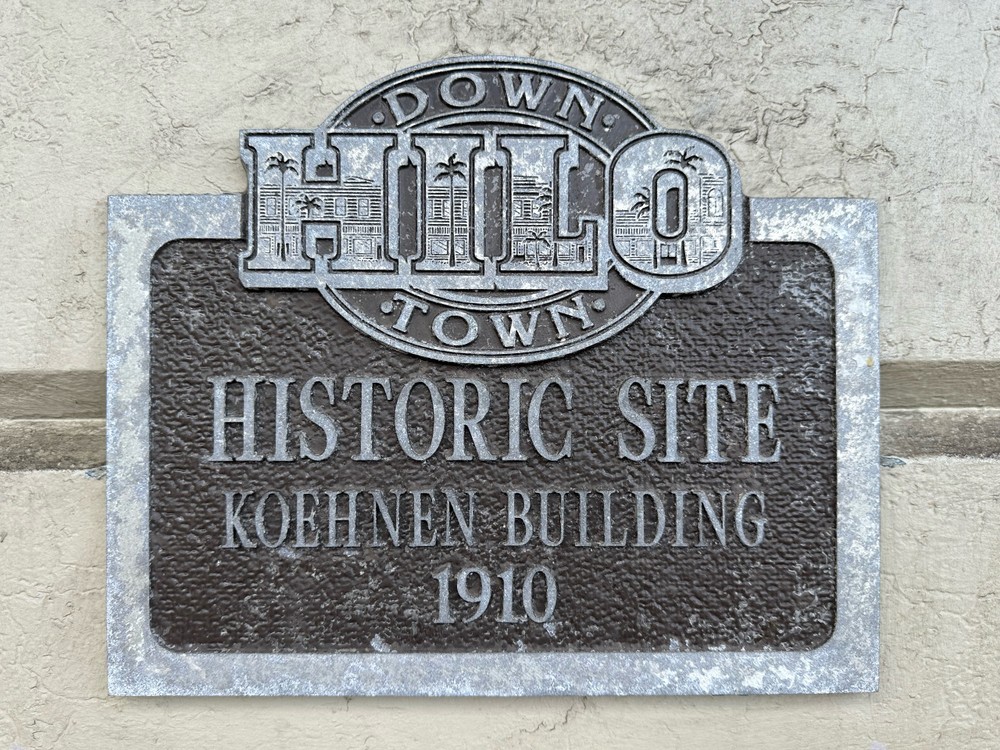 DOWN
HILO
TOWN
HISTORIC SITE
KOEHNEN BUILDING
1910